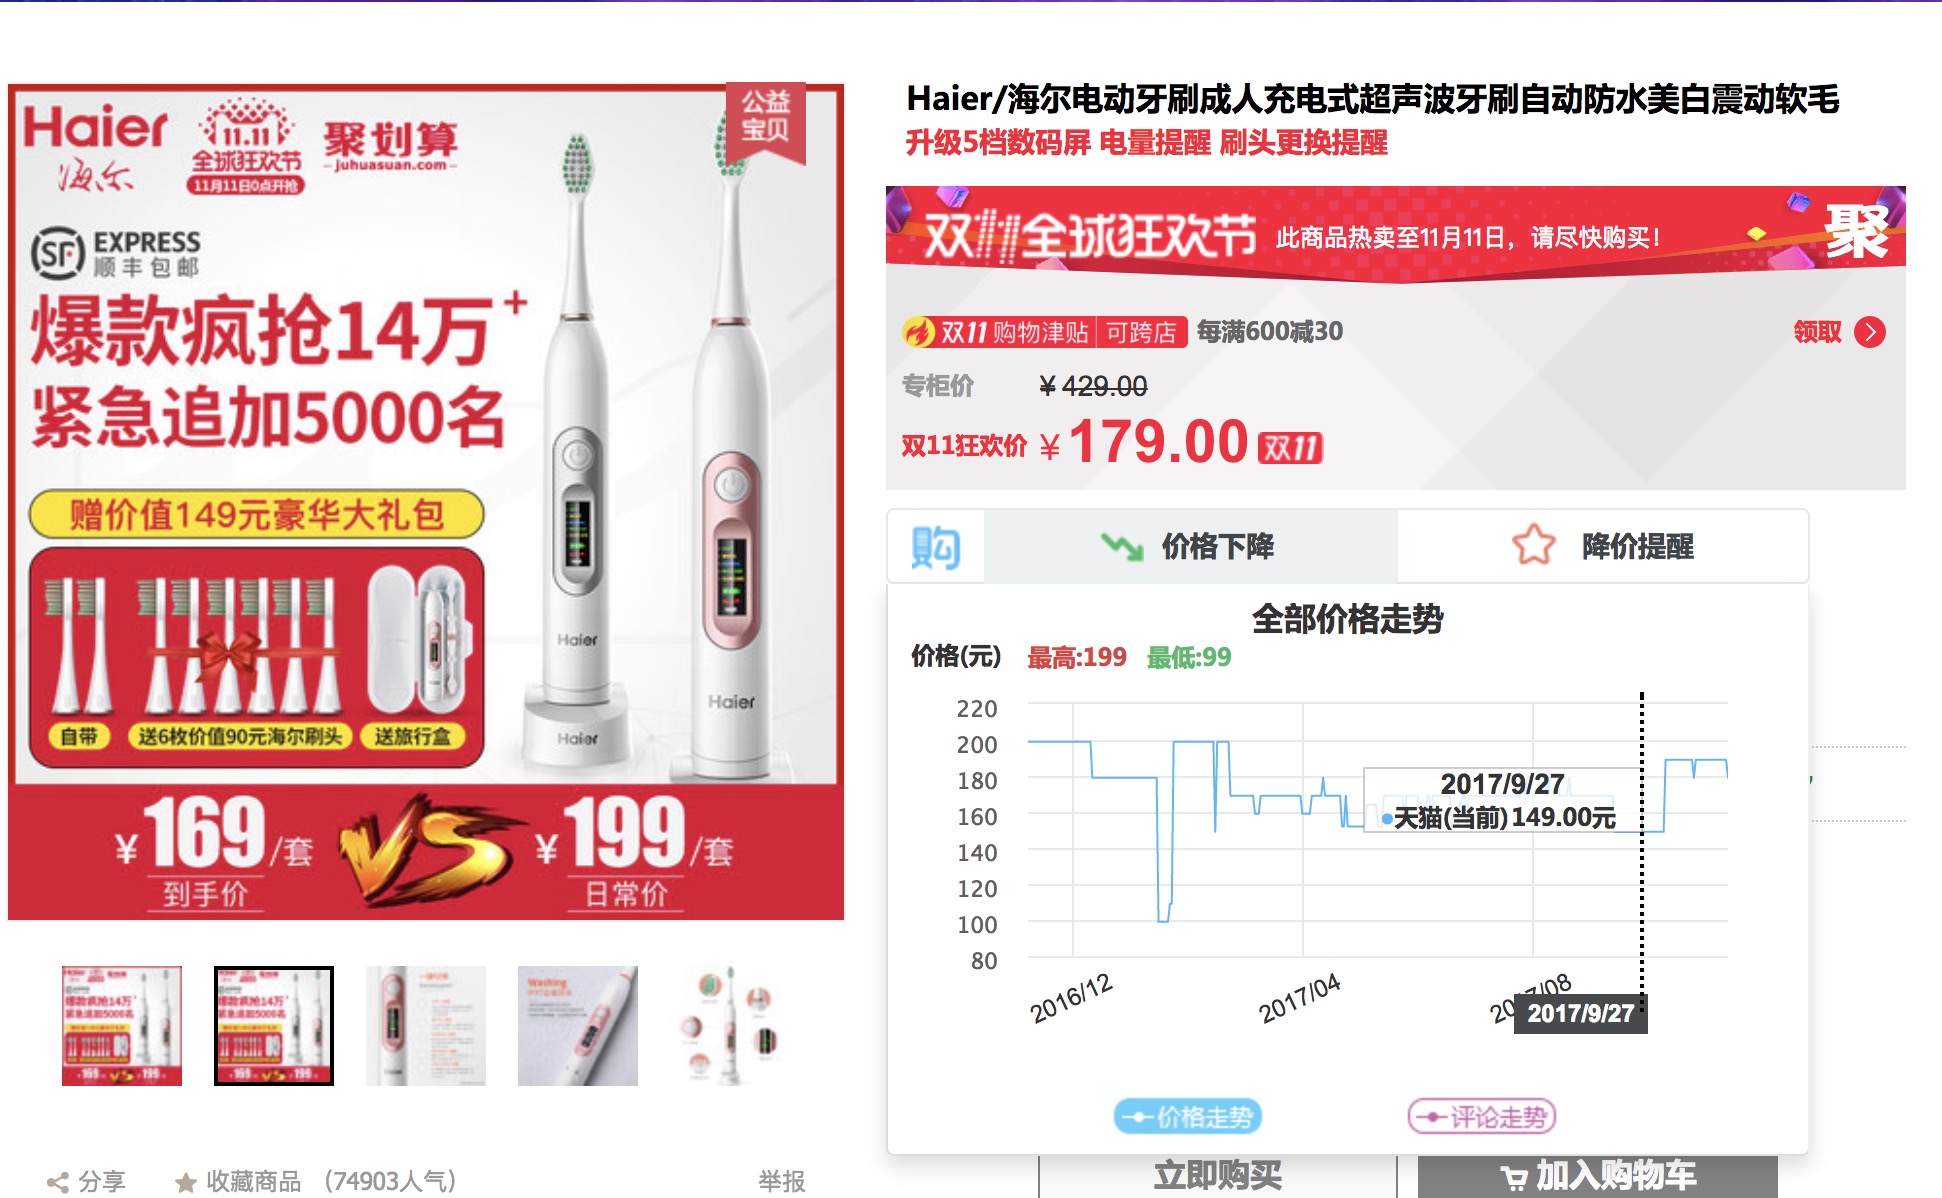 Haier
海尔
11.11
全球狂欢节
11月11日0点开抢
聚划算
juhuasuan.com
公益
宝贝
SF EXPRESS
顺丰包邮
爆款疯抢14万+
紧急追加5000名
赠价值149元豪华大礼包
自带
送6枚价值90元海尔刷头
送旅行盒
Haier
Haier
Haier
¥169/套
到手价
VS
¥199/套
日常价
分享
收藏商品 (74903人气)
举报
Haier/海尔电动牙刷成人充电式超声波牙刷自动防水美白震动软毛
升级5档数码屏 电量提醒 刷头更换提醒
双11全球狂欢节 此商品热卖至11月11日，请尽快购买！ 聚
双11购物津贴 可跨店 每满600减30 领取
专柜价 ¥429.00
双11狂欢价 ¥179.00 双11
购 价格下降 降价提醒
全部价格走势
价格(元) 最高:199 最低:99
220
200
180
160
140
120
100
80
2017/9/27
天猫(当前)149.00元
2016/12
2017/04
2017/08
2017/9/27
价格走势
评论走势
立即购买
加入购物车